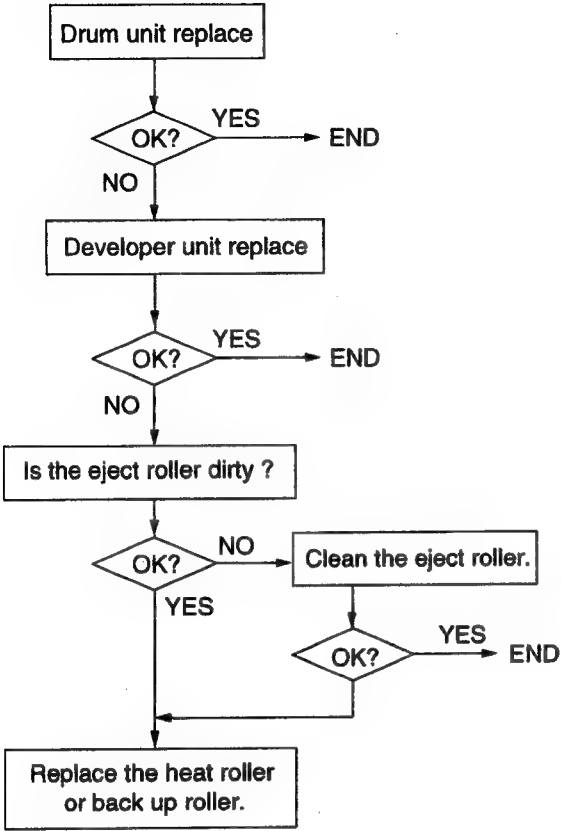 Drum unit replace
OK?
YES
END
NO
Developer unit replace
OK?
YES
END
NO
Is the eject roller dirty ?
OK?
NO
Clean the eject roller.
YES
OK?
YES
END
Replace the heat roller
or back up roller.